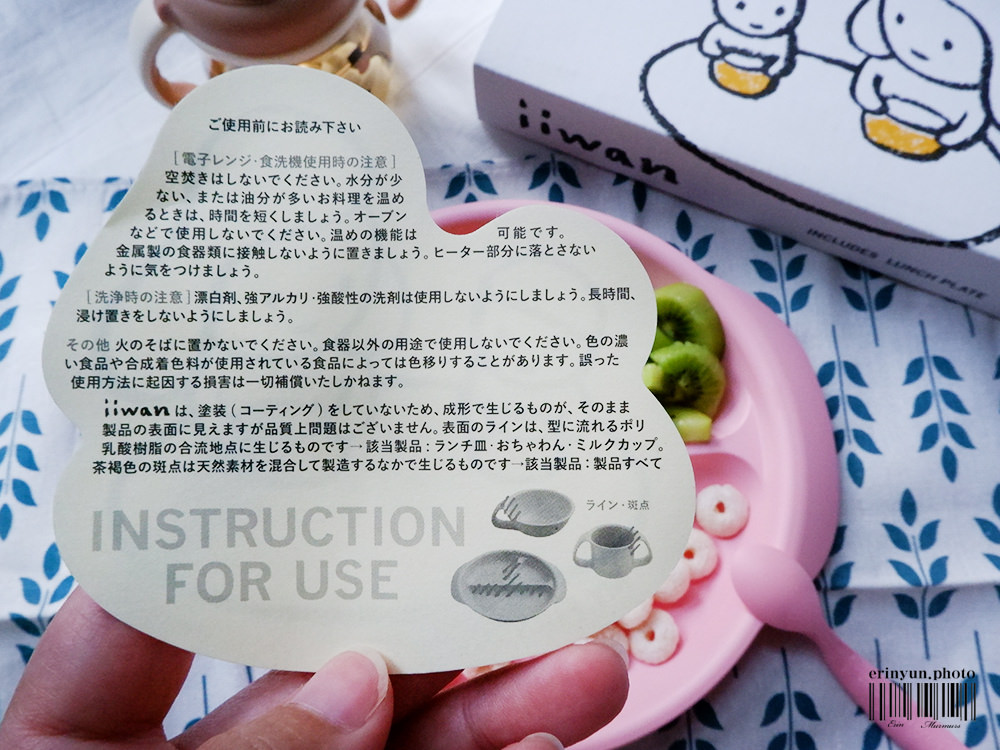 ご使用前にお読み下さい
[電子レンジ・食洗機使用時の注意]
空焚きはしないでください。水分が少
ない、または油分が多いお料理を温め
るときは、時間を短くしましょう。オーブン
などで使用しないでください。温めの機能は 可能です。
金属製の食器類に接触しないように置きましょう。ヒーター部分に落とさない
ように気をつけましょう。
[洗浄時の注意]漂白剤、強アルカリ・強酸性の洗剤は使用しないようにしましょう。長時間、
浸け置きをしないようにしましょう。
その他 火のそばに置かないでください。食器以外の用途で使用しないでください。色の濃
い食品や合成着色料が使用されている食品によっては色移りすることがあります。誤った
使用方法に起因する損害は一切補償いたしかねます。
iiwan は、塗装(コーティング)をしていないため、成形で生じるものが、そのまま
製品の表面に見えますが品質上問題はございません。表面のラインは、型に流れるポリ
乳酸樹脂の合流地点に生じるものです→該当製品:ランチ皿・おちゃわん・ミルクカップ。
茶褐色の斑点は天然素材を混合して製造するなかで生じるものです→該当製品:製品すべて
ライン・斑点
INSTRUCTION
FOR USE
iiwan
INCLUDES LUNCH PLATE
erinyun.photo
Erin Murmurs